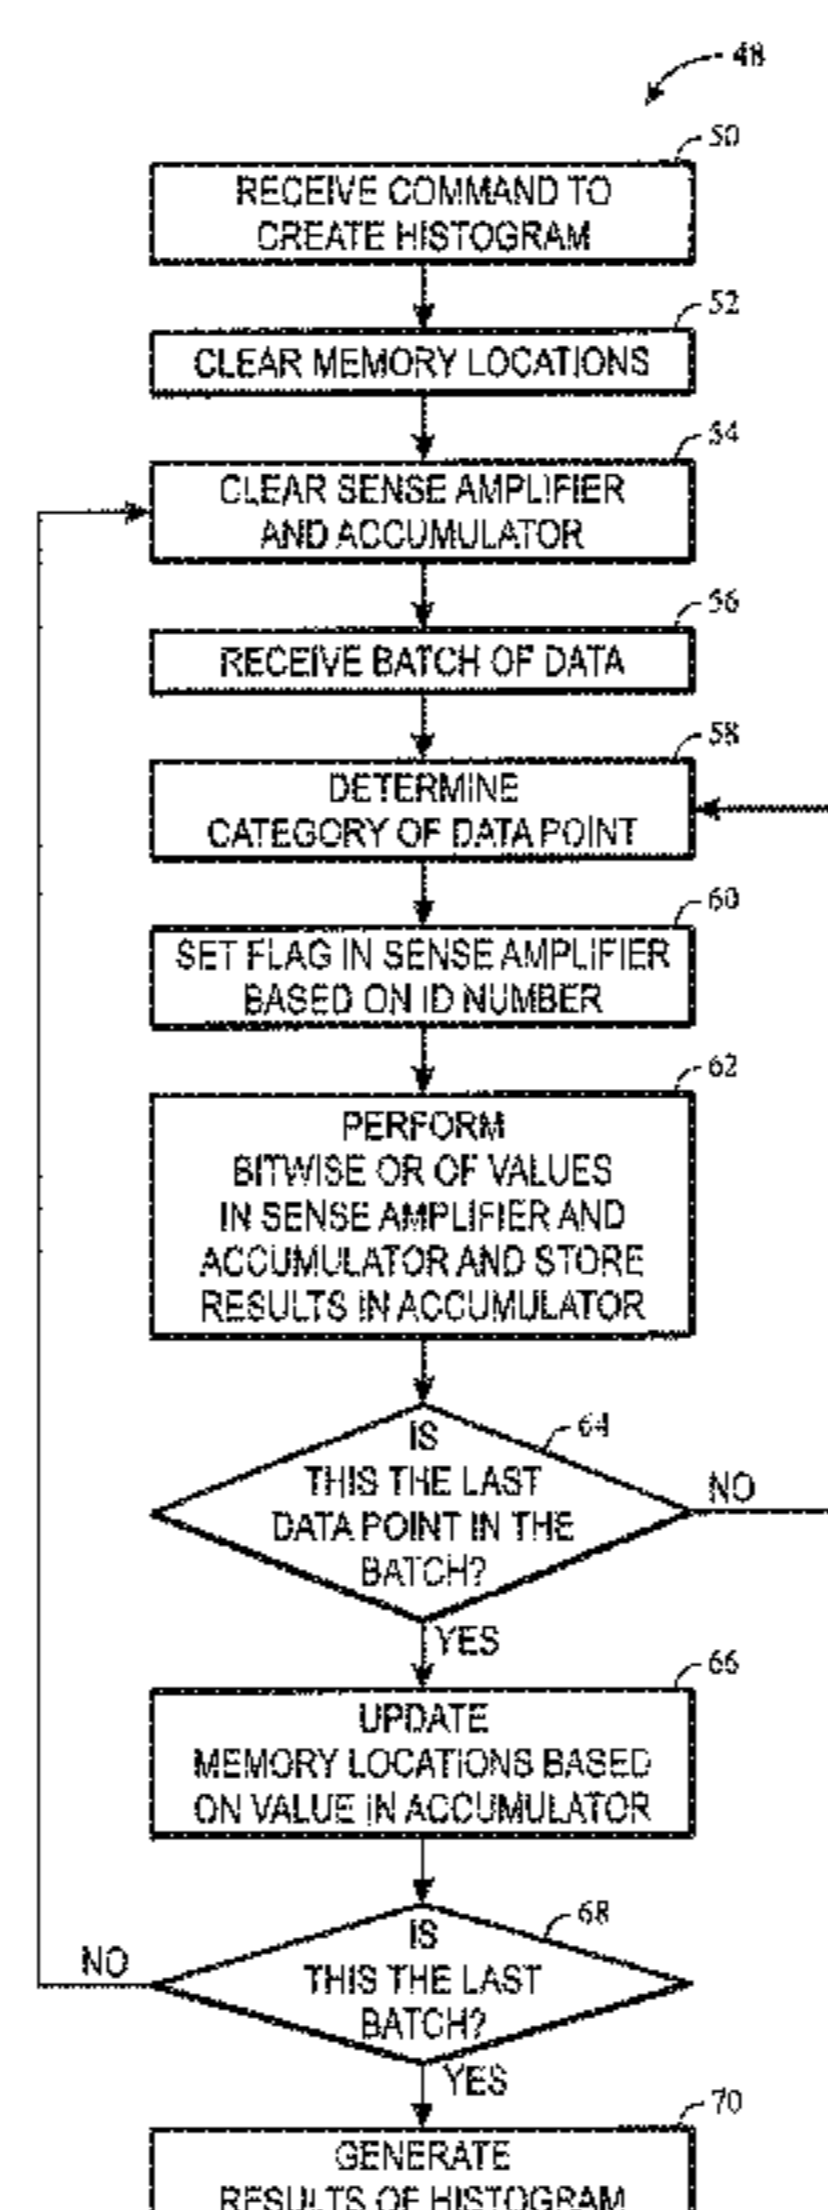 48
50
RECEIVE COMMAND TO
CREATE HISTOGRAM
52
CLEAR MEMORY LOCATIONS
54
CLEAR SENSE AMPLIFIER
AND ACCUMULATOR
56
RECEIVE BATCH OF DATA
58
DETERMINE
CATEGORY OF DATA POINT
60
SET FLAG IN SENSE AMPLIFIER
BASED ON ID NUMBER
62
PERFORM
BITWISE OR OF VALUES
IN SENSE AMPLIFIER AND
ACCUMULATOR AND STORE
RESULTS IN ACCUMULATOR
64
IS
THIS THE LAST
DATA POINT IN THE
BATCH?
NO
YES
66
UPDATE
MEMORY LOCATIONS BASED
ON VALUE IN ACCUMULATOR
68
IS
THIS THE LAST
BATCH?
NO
YES
70
GENERATE
RESULTS OF HISTOGRAM